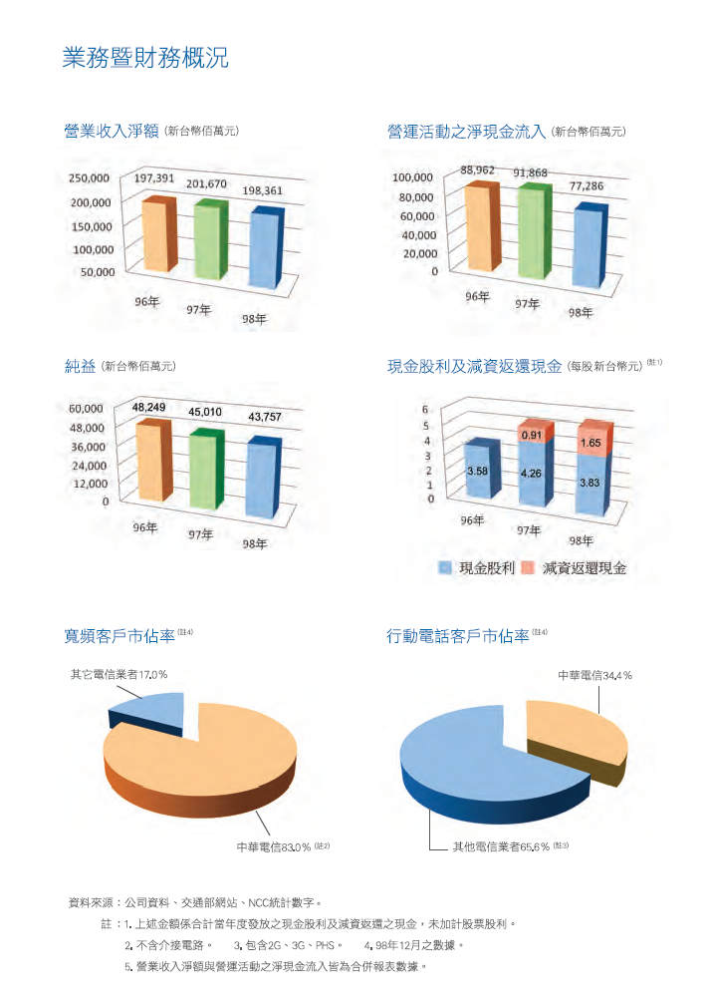 業務暨財務概況
營業收入淨額 (新台幣佰萬元)
250,000
200,000
150,000
100,000
50,000
197,391
201,670
198,361
96年
97年
98年
營運活動之淨現金流入 (新台幣佰萬元)
100,000
80,000
60,000
40,000
20,000
0
88,962
91,868
77,286
96年
97年
98年
純益 (新台幣佰萬元)
60,000
48,000
36,000
24,000
12,000
0
48,249
45,010
43,757
96年
97年
98年
現金股利及減資返還現金 (每股新台幣元) (註1)
6
5
4
3
2
1
0
3.58
0.91
4.26
1.65
3.83
96年
97年
98年
現金股利 減資返還現金
寬頻客戶市佔率 (註4)
其它電信業者17.0%
中華電信83.0% (註2)
行動電話客戶市佔率 (註4)
中華電信34.4%
其他電信業者65.6% (註3)
資料來源：公司資料、交通部網站、NCC統計數字。
註：1. 上述金額係合計當年度發放之現金股利及減資返還之現金，未加計股票股利。
2. 不含介接電路。 3. 包含2G、3G、PHS。 4. 98年12月之數據。
5. 營業收入淨額與營運活動之淨現金流入皆為合併報表數據。